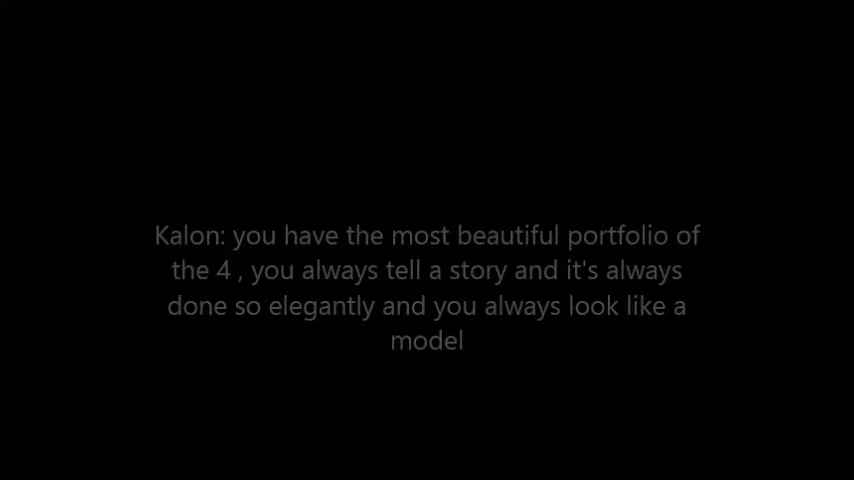 Kalon: you have the most beautiful portfolio of
the 4 , you always tell a story and it's always
done so elegantly and you always look like a
model